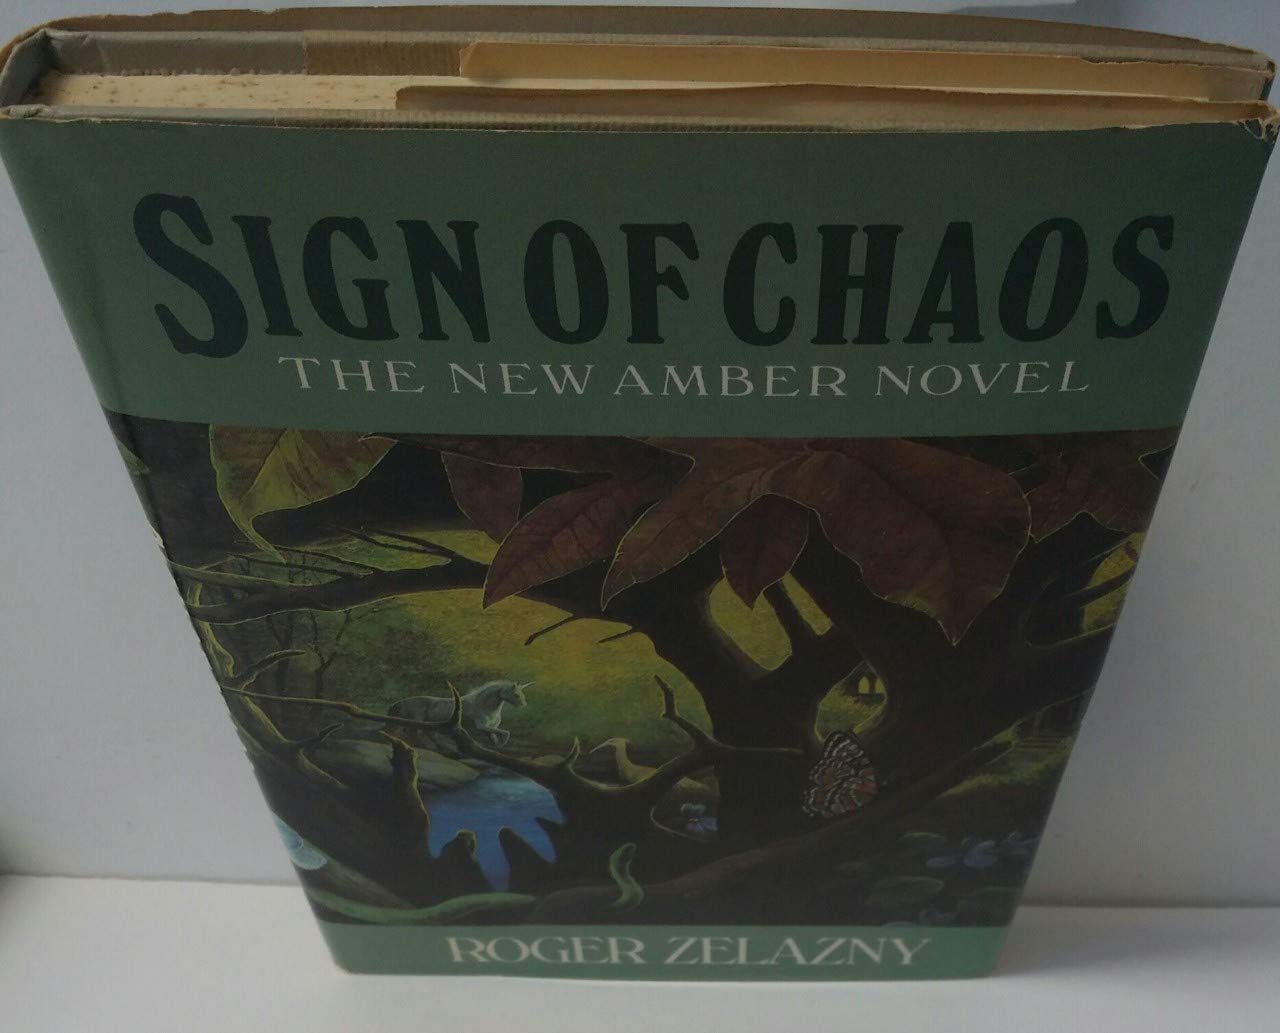 SIGN OF CHAOS
THE NEW AMBER NOVEL
ROGER ZELAZNY